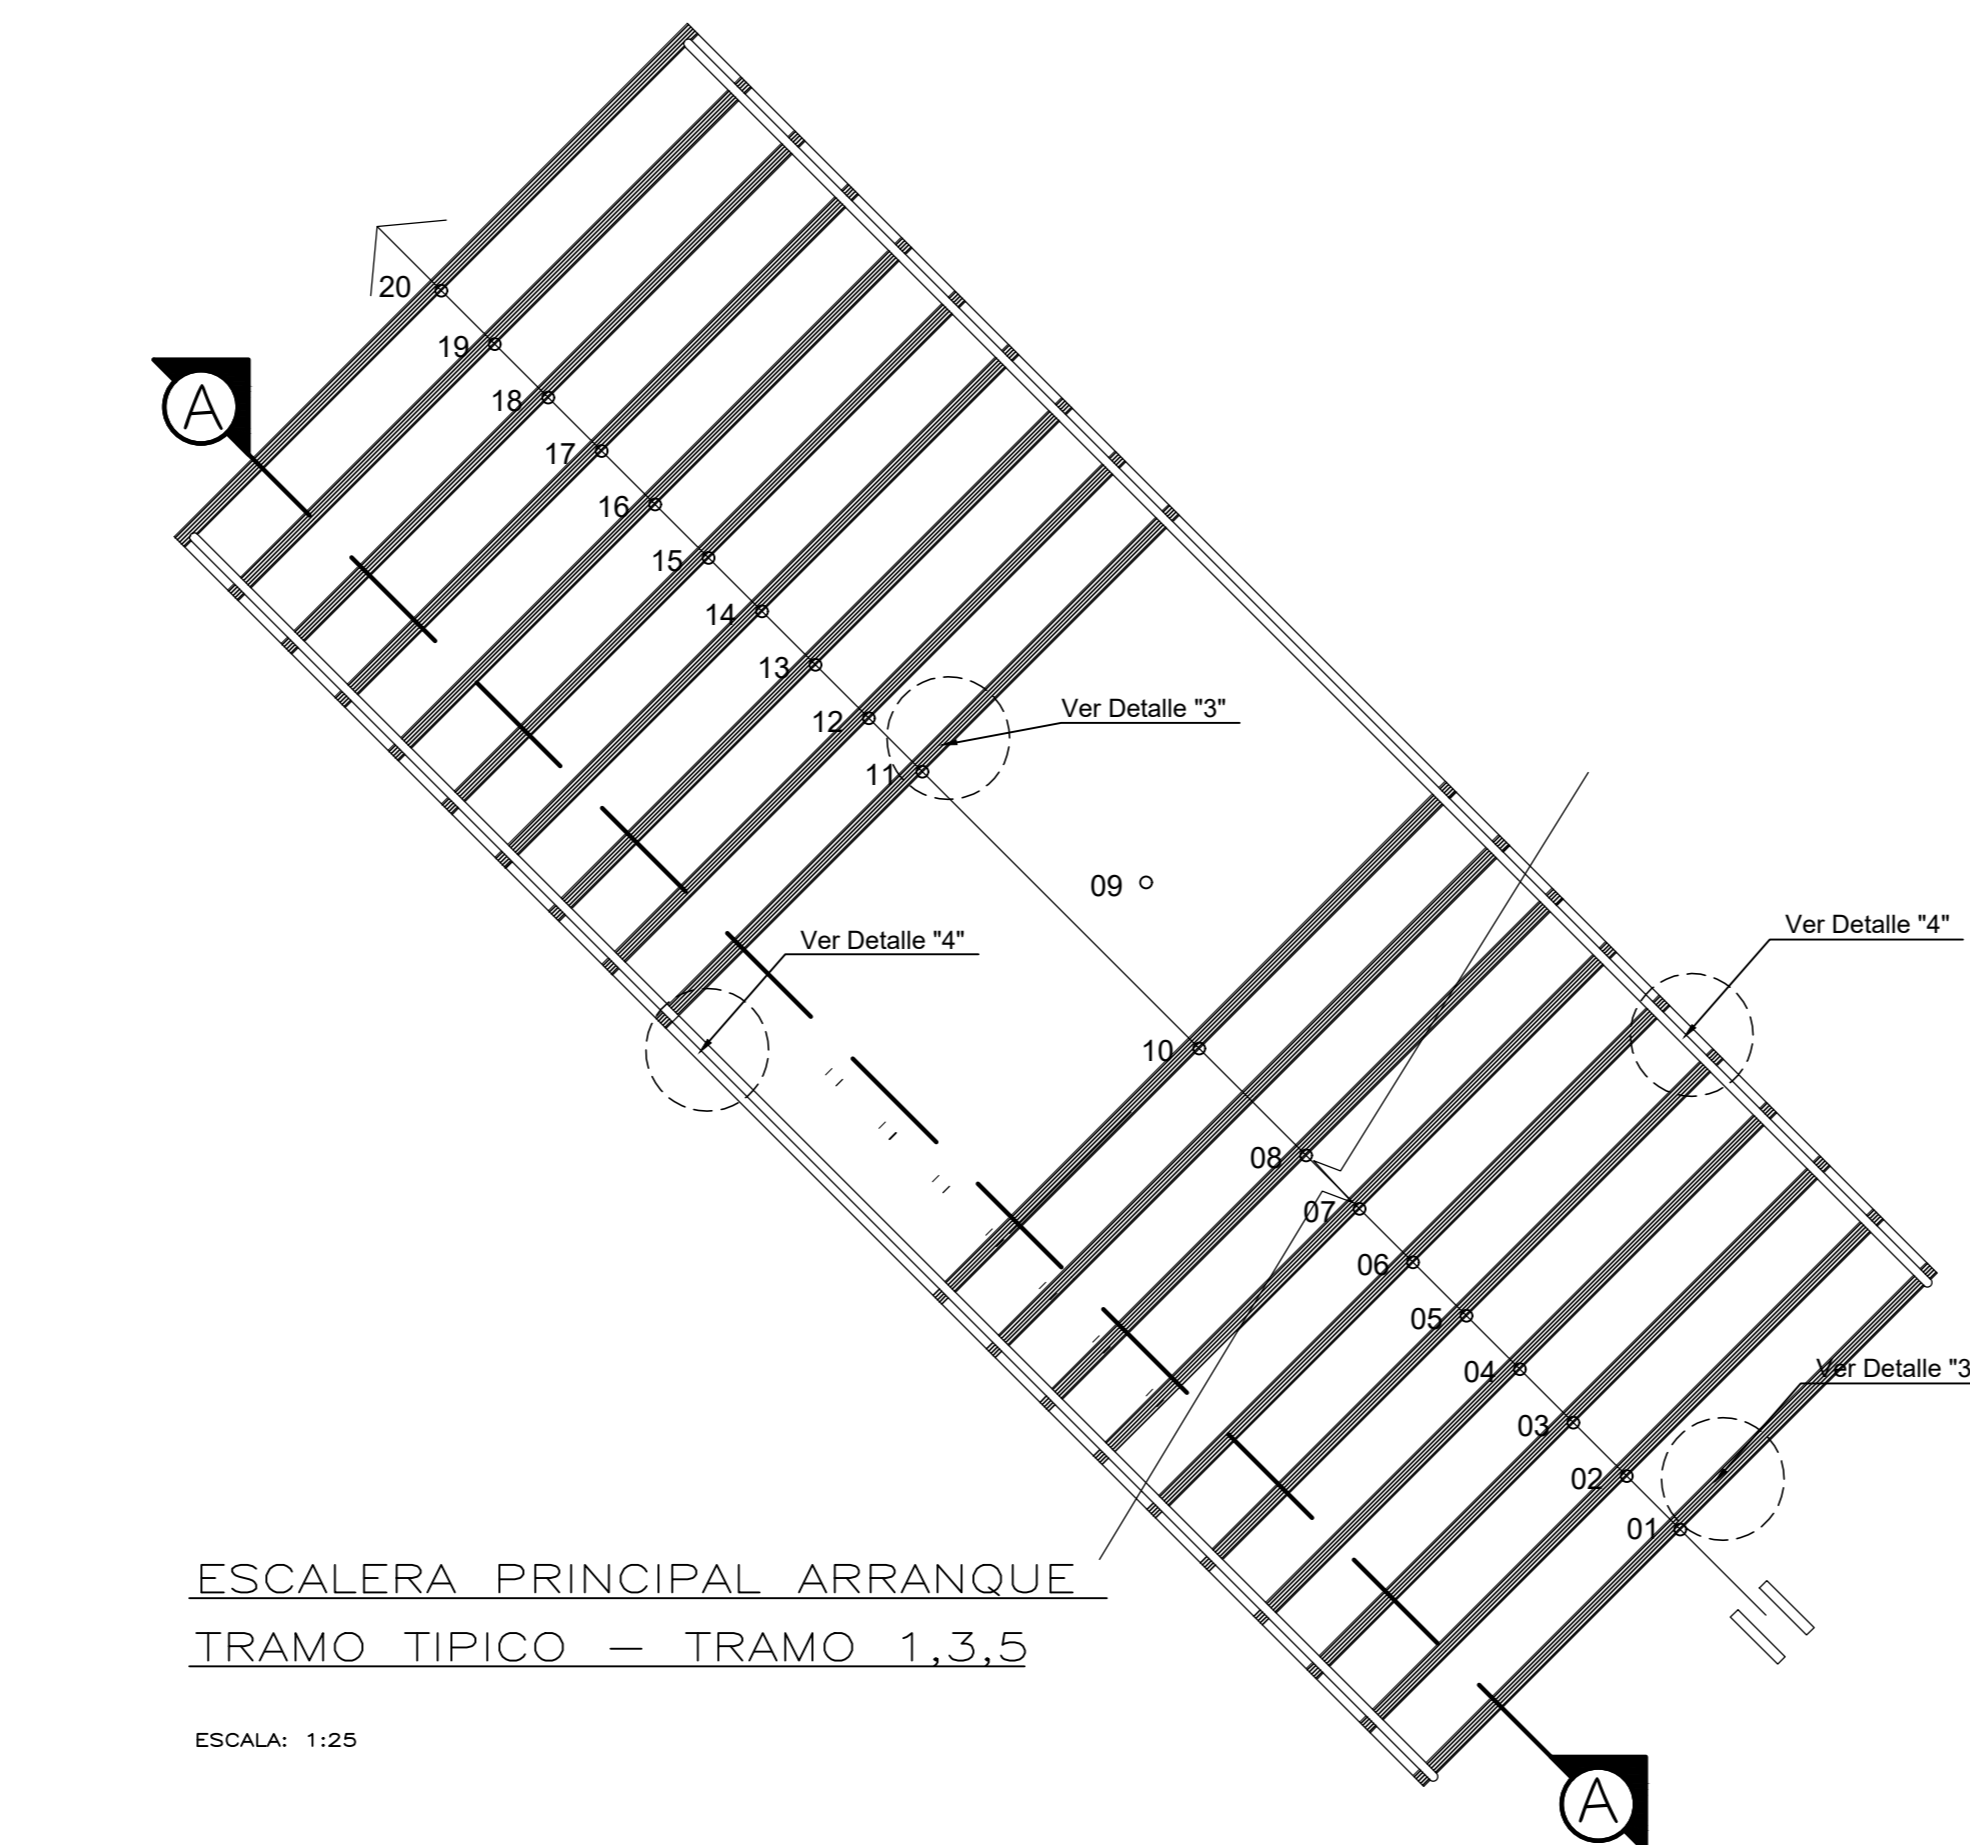 20
19
A
18
17
16
15
14
13
Ver Detalle "3"
12
11
09
Ver Detalle "4"
Ver Detalle "4"
10
08
07
06
05
04
Ver Detalle "3
03
02
01
ESCALERA PRINCIPAL ARRANQUE
TRAMO TIPICO – TRAMO 1,3,5
ESCALA: 1:25
A